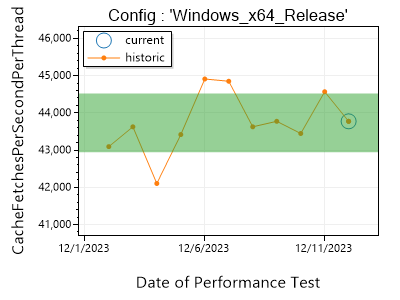 Config : 'Windows_x64_Release'
current
historic
CacheFetchesPerSecondPerThread
46,000
45,000
44,000
43,000
42,000
41,000
12/1/2023
12/6/2023
12/11/2023
Date of Performance Test